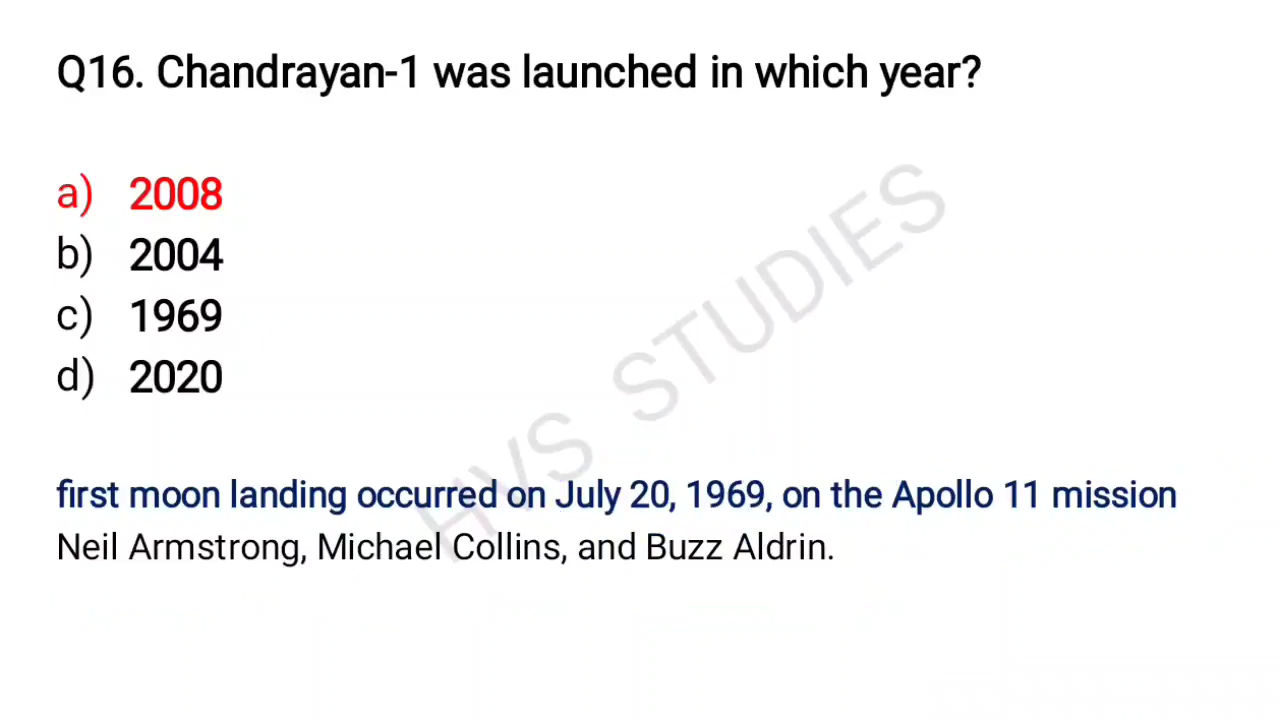 Q16. Chandrayan-1 was launched in which year?
a) 2008
b) 2004
c) 1969
d) 2020
HVS STUDIES
first moon landing occurred on July 20, 1969, on the Apollo 11 mission
Neil Armstrong, Michael Collins, and Buzz Aldrin.